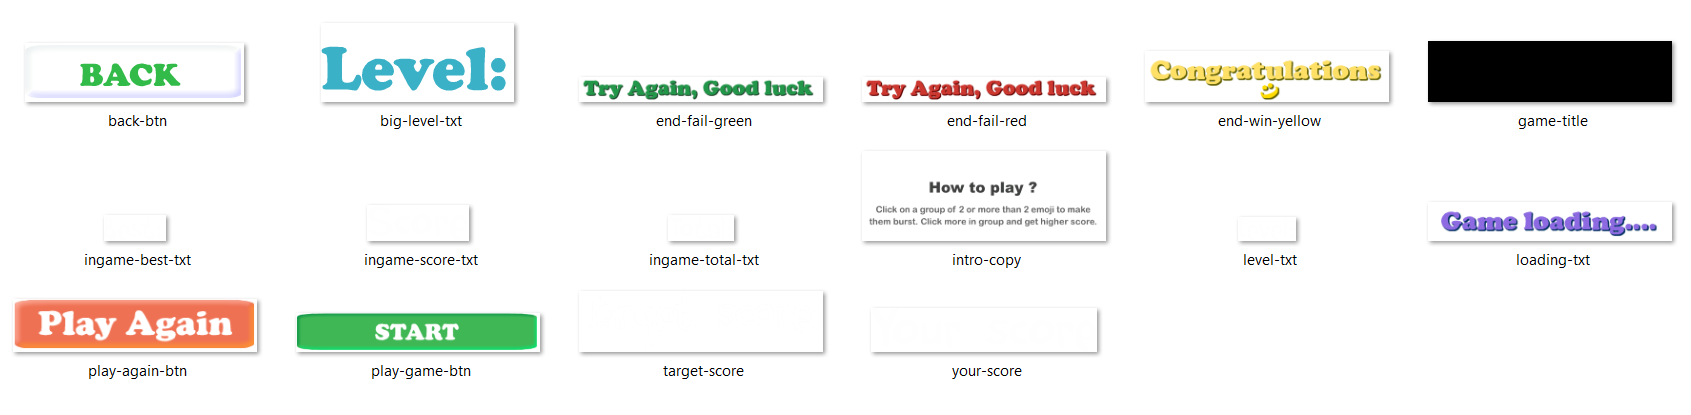 BACK
Level:
Try Again, Good luck
Try Again, Good luck
Congratulations
back-btn
big-level-txt
end-fail-green
end-fail-red
end-win-yellow
game-title
How to play ?
Click on a group of 2 or more than 2 emoji to make
them burst. Click more in group and get higher score.
Game loading....
ingame-best-txt
ingame-score-txt
ingame-total-txt
intro-copy
level-txt
loading-txt
Play Again
START
play-again-btn
play-game-btn
target-score
your-score